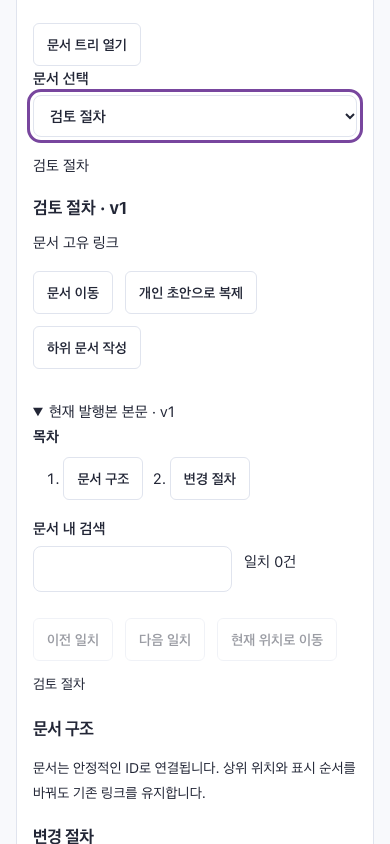 문서 트리 열기
문서 선택
검토 절차
검토 절차
검토 절차 · v1
문서 고유 링크
문서 이동 개인 초안으로 복제
하위 문서 작성
▼ 현재 발행본 본문 · v1
목차
1. 문서 구조 2. 변경 절차
문서 내 검색
일치 0건
이전 일치 다음 일치 현재 위치로 이동
검토 절차
문서 구조
문서는 안정적인 ID로 연결됩니다. 상위 위치와 표시 순서를
바꿔도 기존 링크를 유지합니다.
변경 절차